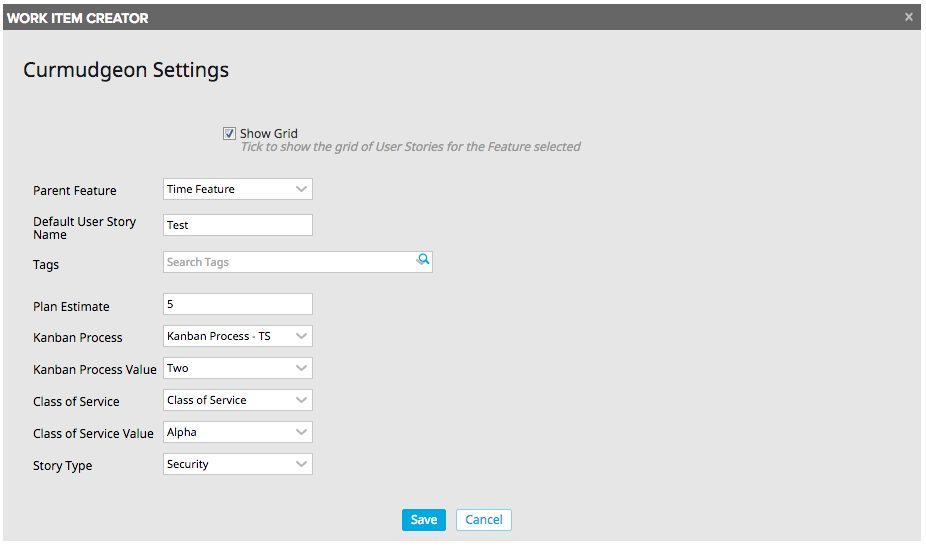 WORK ITEM CREATOR x
Curmudgeon Settings
Show Grid
Tick to show the grid of User Stories for the Feature selected
Parent Feature Time Feature
Default User Story
Name
Test
Tags Search Tags
Plan Estimate 5
Kanban Process Kanban Process - TS
Kanban Process Value Two
Class of Service Class of Service
Class of Service Value Alpha
Story Type Security
Save Cancel